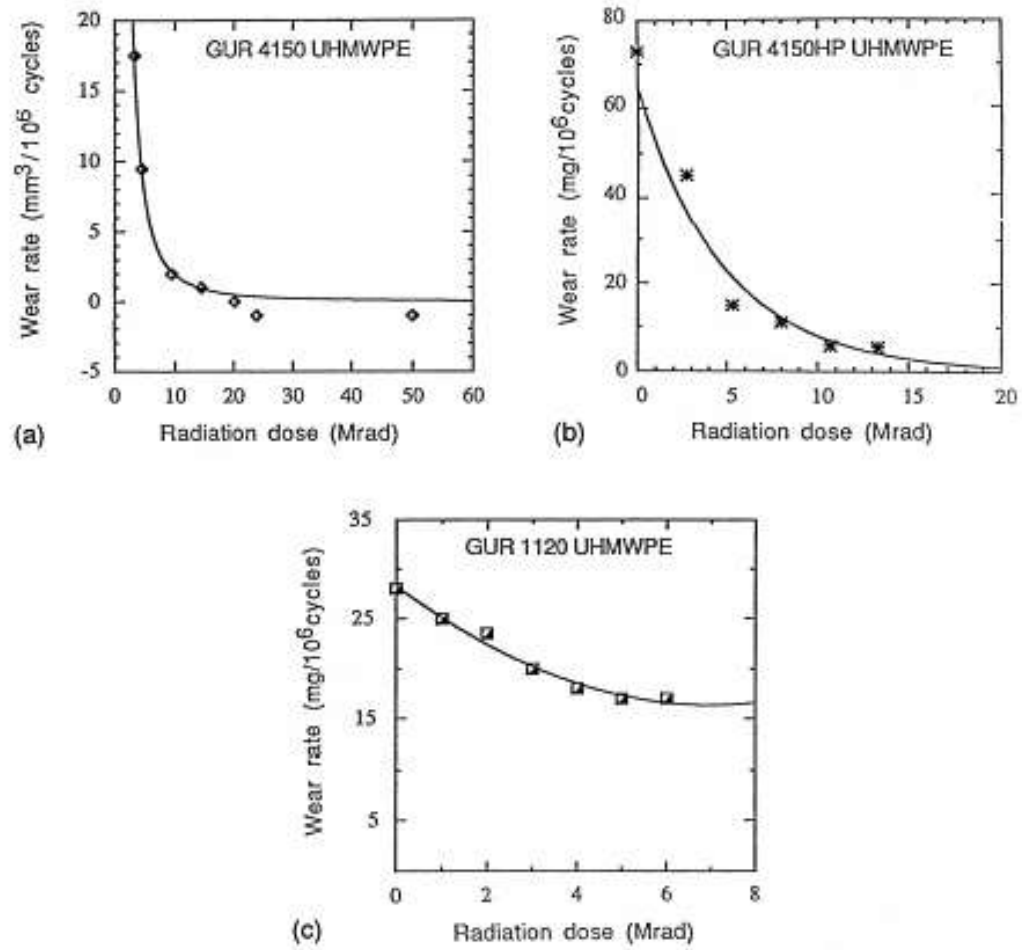 GUR 4150 UHMWPE
Wear rate (mm³/10⁶ cycles)
20
15
10
5
0
-5
0 10 20 30 40 50 60
Radiation dose (Mrad)
(a)
GUR 4150HP UHMWPE
Wear rate (mg/10⁶cycles)
80
60
40
20
0
0 5 10 15 20
Radiation dose (Mrad)
(b)
GUR 1120 UHMWPE
Wear rate (mg/10⁶cycles)
35
25
15
5
0 2 4 6 8
Radiation dose (Mrad)
(c)